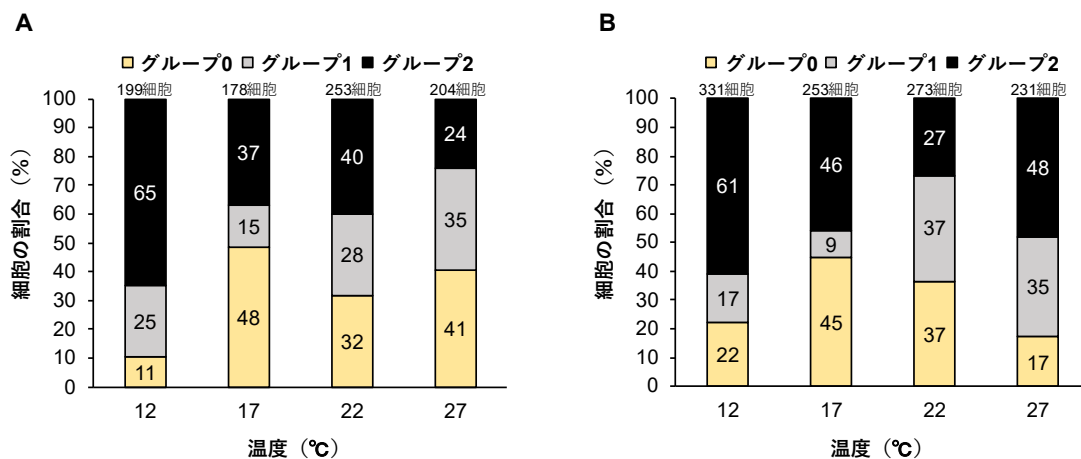 A
グループ0 グループ1 グループ2
199細胞 178細胞 253細胞 204細胞
細胞の割合（%）
100
90
80
70
60
50
40
30
20
10
0
65 37 40 24
25 15 28 35
11 48 32 41
12 17 22 27
温度（℃）
B
グループ0 グループ1 グループ2
331細胞 253細胞 273細胞 231細胞
細胞の割合（%）
100
90
80
70
60
50
40
30
20
10
0
61 46 27 48
17 9 37 35
22 45 37 17
12 17 22 27
温度（℃）